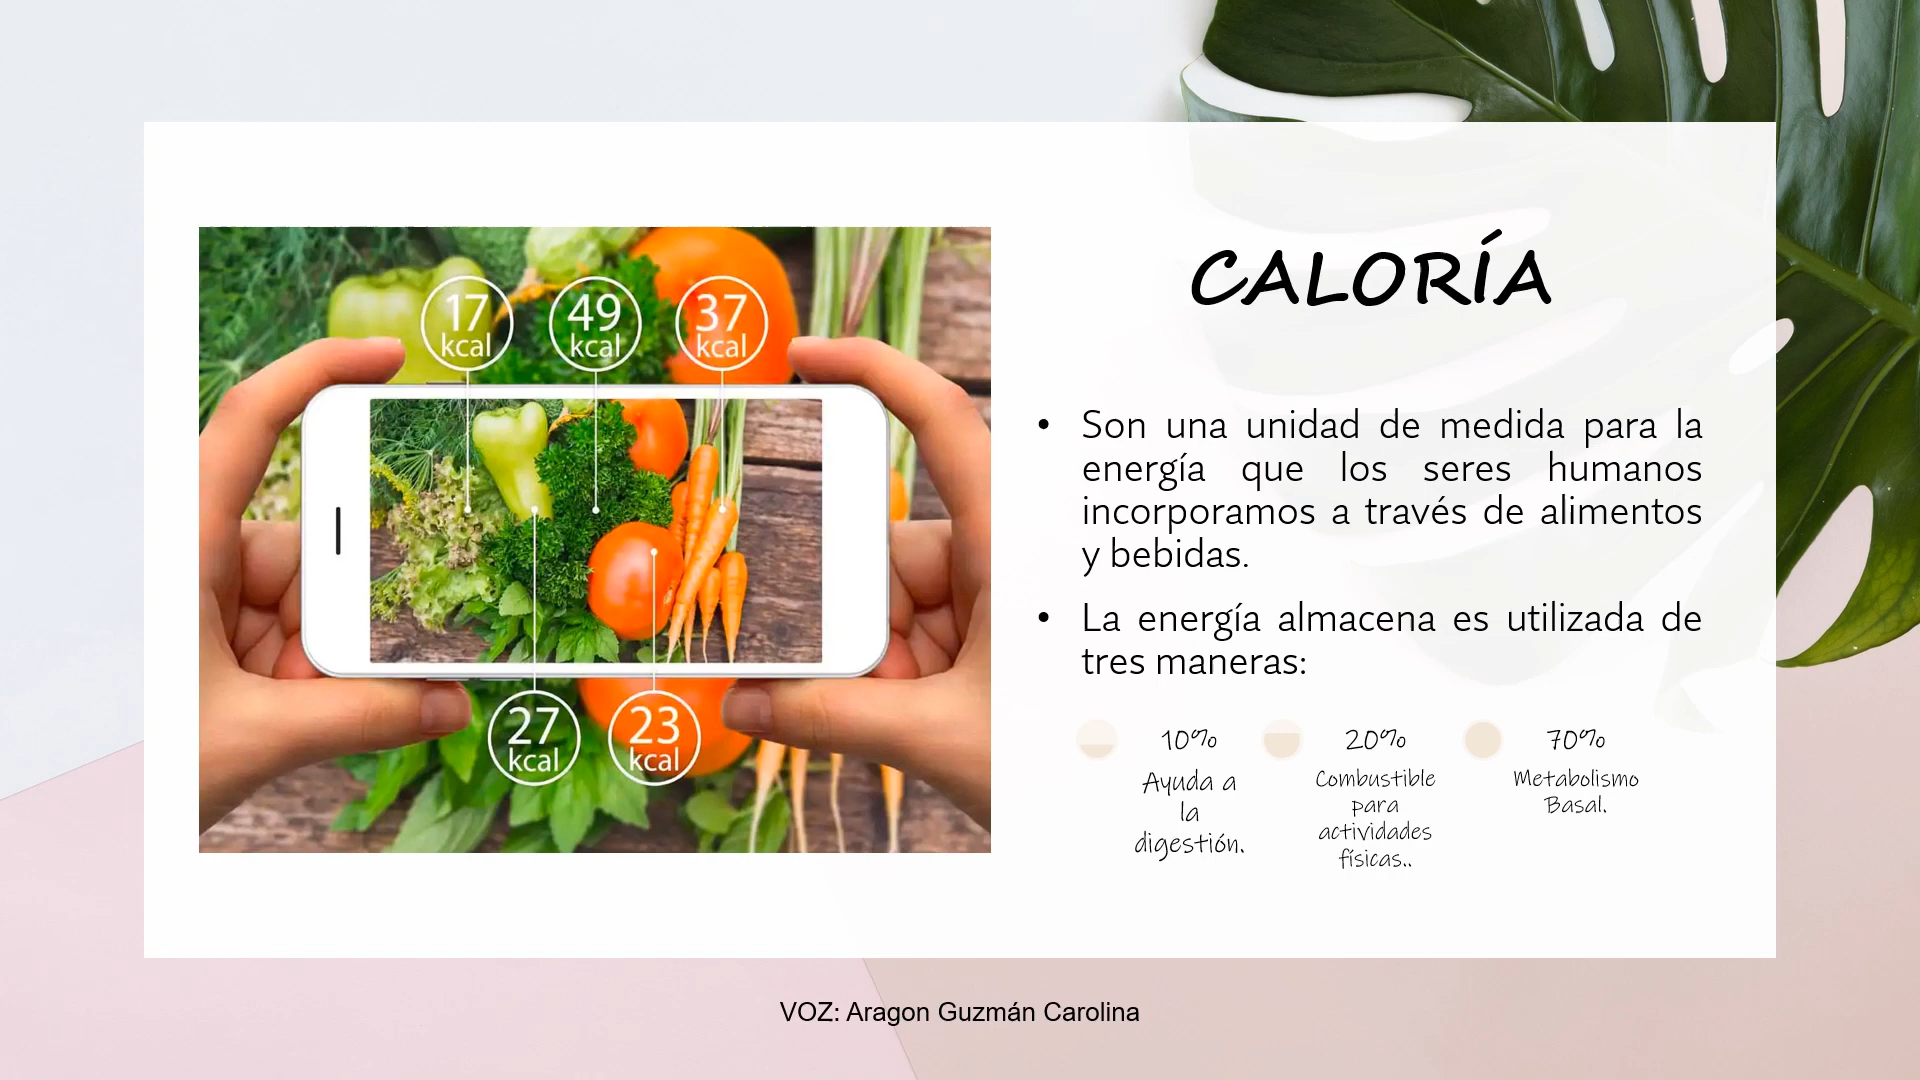 17
kcal
49
kcal
37
kcal
27
kcal
23
kcal
CALORÍA
• Son una unidad de medida para la
energía que los seres humanos
incorporamos a través de alimentos
y bebidas.
• La energía almacena es utilizada de
tres maneras:
10%
Ayuda a
la
digestión.
20%
Combustible
para
actividades
físicas..
70%
Metabolismo
Basal.
VOZ: Aragon Guzmán Carolina